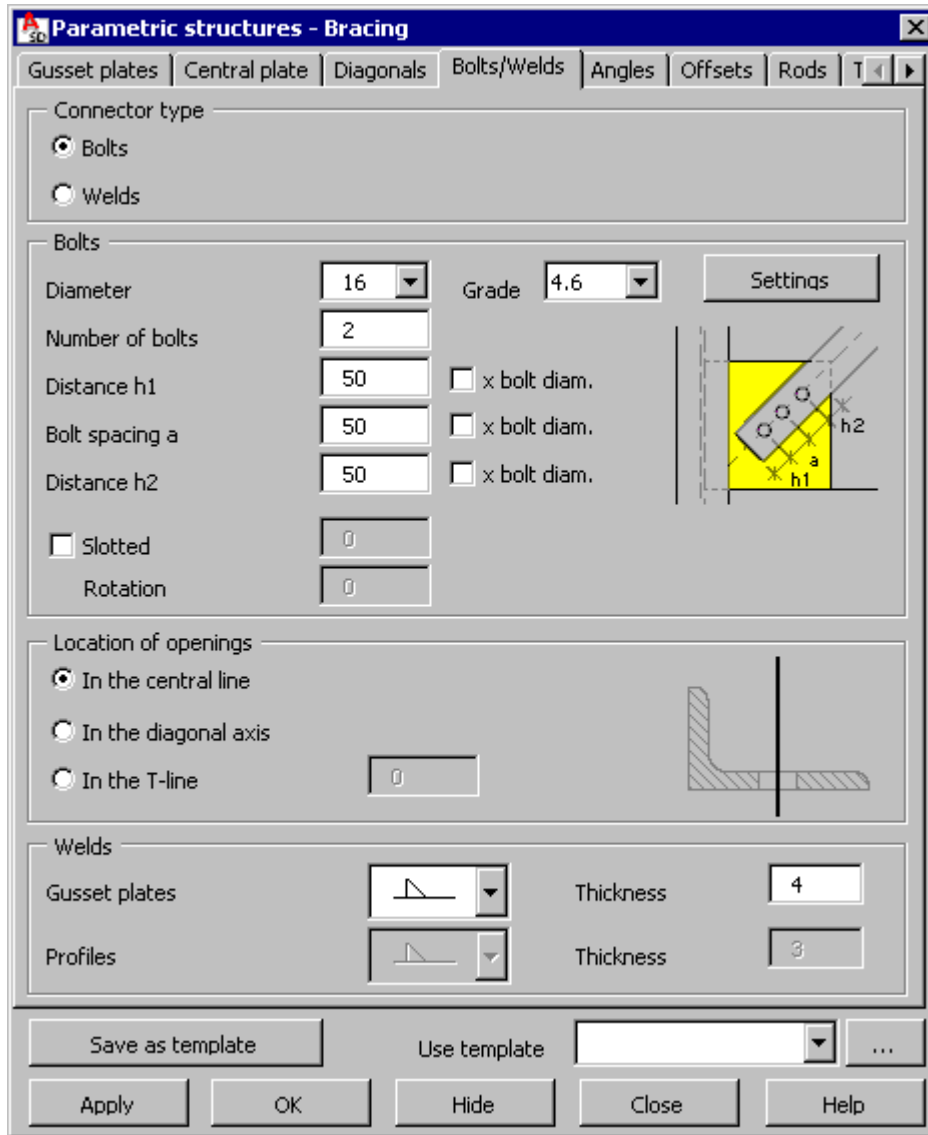 A SD Parametric structures - Bracing
Gusset plates Central plate Diagonals Bolts/Welds Angles Offsets Rods T
Connector type
Bolts
Welds
Bolts
Diameter 16 Grade 4.6 Settings
Number of bolts 2
Distance h1 50 x bolt diam.
Bolt spacing a 50 x bolt diam.
Distance h2 50 x bolt diam.
h2
a
h1
Slotted 0
Rotation 0
Location of openings
In the central line
In the diagonal axis
In the T-line 0
Welds
Gusset plates Thickness 4
Profiles Thickness 3
Save as template Use template ...
Apply OK Hide Close Help